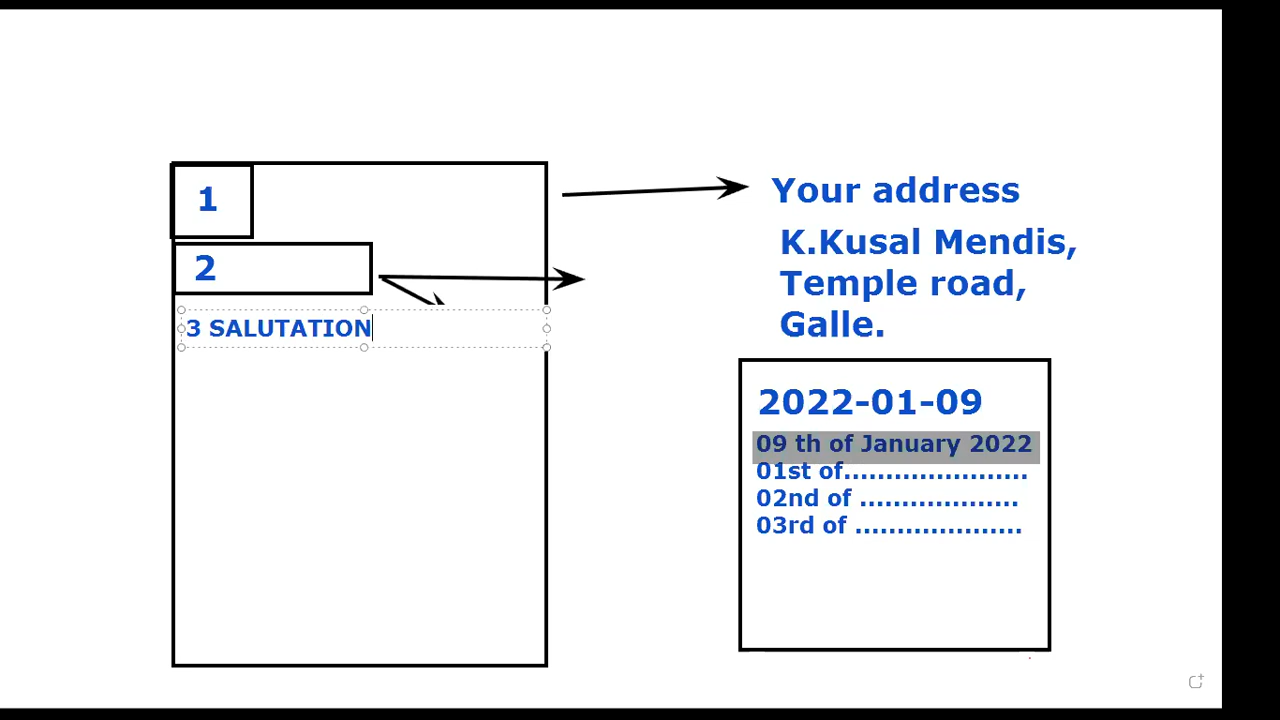 1
Your address
K.Kusal Mendis,
Temple road,
Galle.
2
3 SALUTATION
2022-01-09
09 th of January 2022
01st of......................
02nd of ...................
03rd of ....................